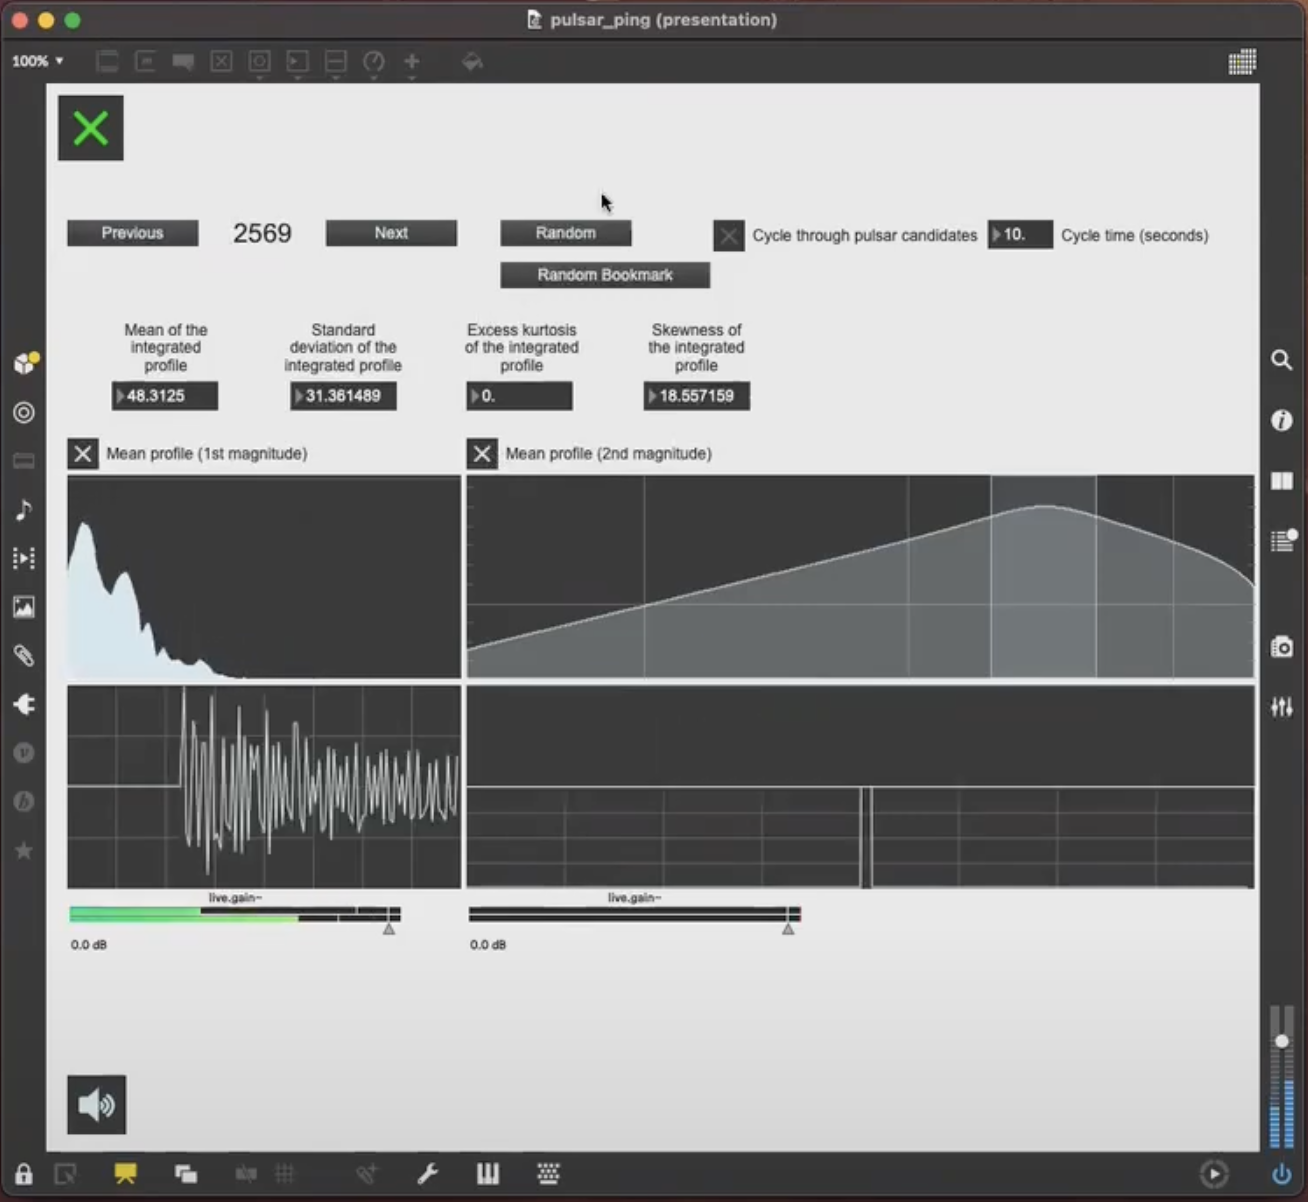 pulsar_ping (presentation)
100%
Previous
2569
Next
Random
Cycle through pulsar candidates
10.
Cycle time (seconds)
Random Bookmark
Mean of the
integrated
profile
Standard
deviation of the
integrated profile
Excess kurtosis
of the integrated
profile
Skewness of
the integrated
profile
48.3125
31.361489
0.
18.557159
Mean profile (1st magnitude)
Mean profile (2nd magnitude)
live.gain~
live.gain~
0.0 dB
0.0 dB